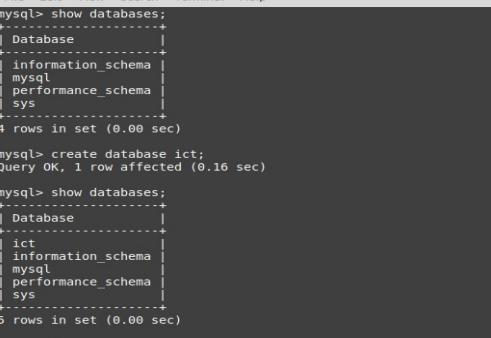 mysql> show databases;
+--------------------+
| Database           |
+--------------------+
| information_schema |
| mysql              |
| performance_schema |
| sys                |
+--------------------+
4 rows in set (0.00 sec)

mysql> create database ict;
Query OK, 1 row affected (0.16 sec)

mysql> show databases;
+--------------------+
| Database           |
+--------------------+
| ict                |
| information_schema |
| mysql              |
| performance_schema |
| sys                |
+--------------------+
5 rows in set (0.00 sec)